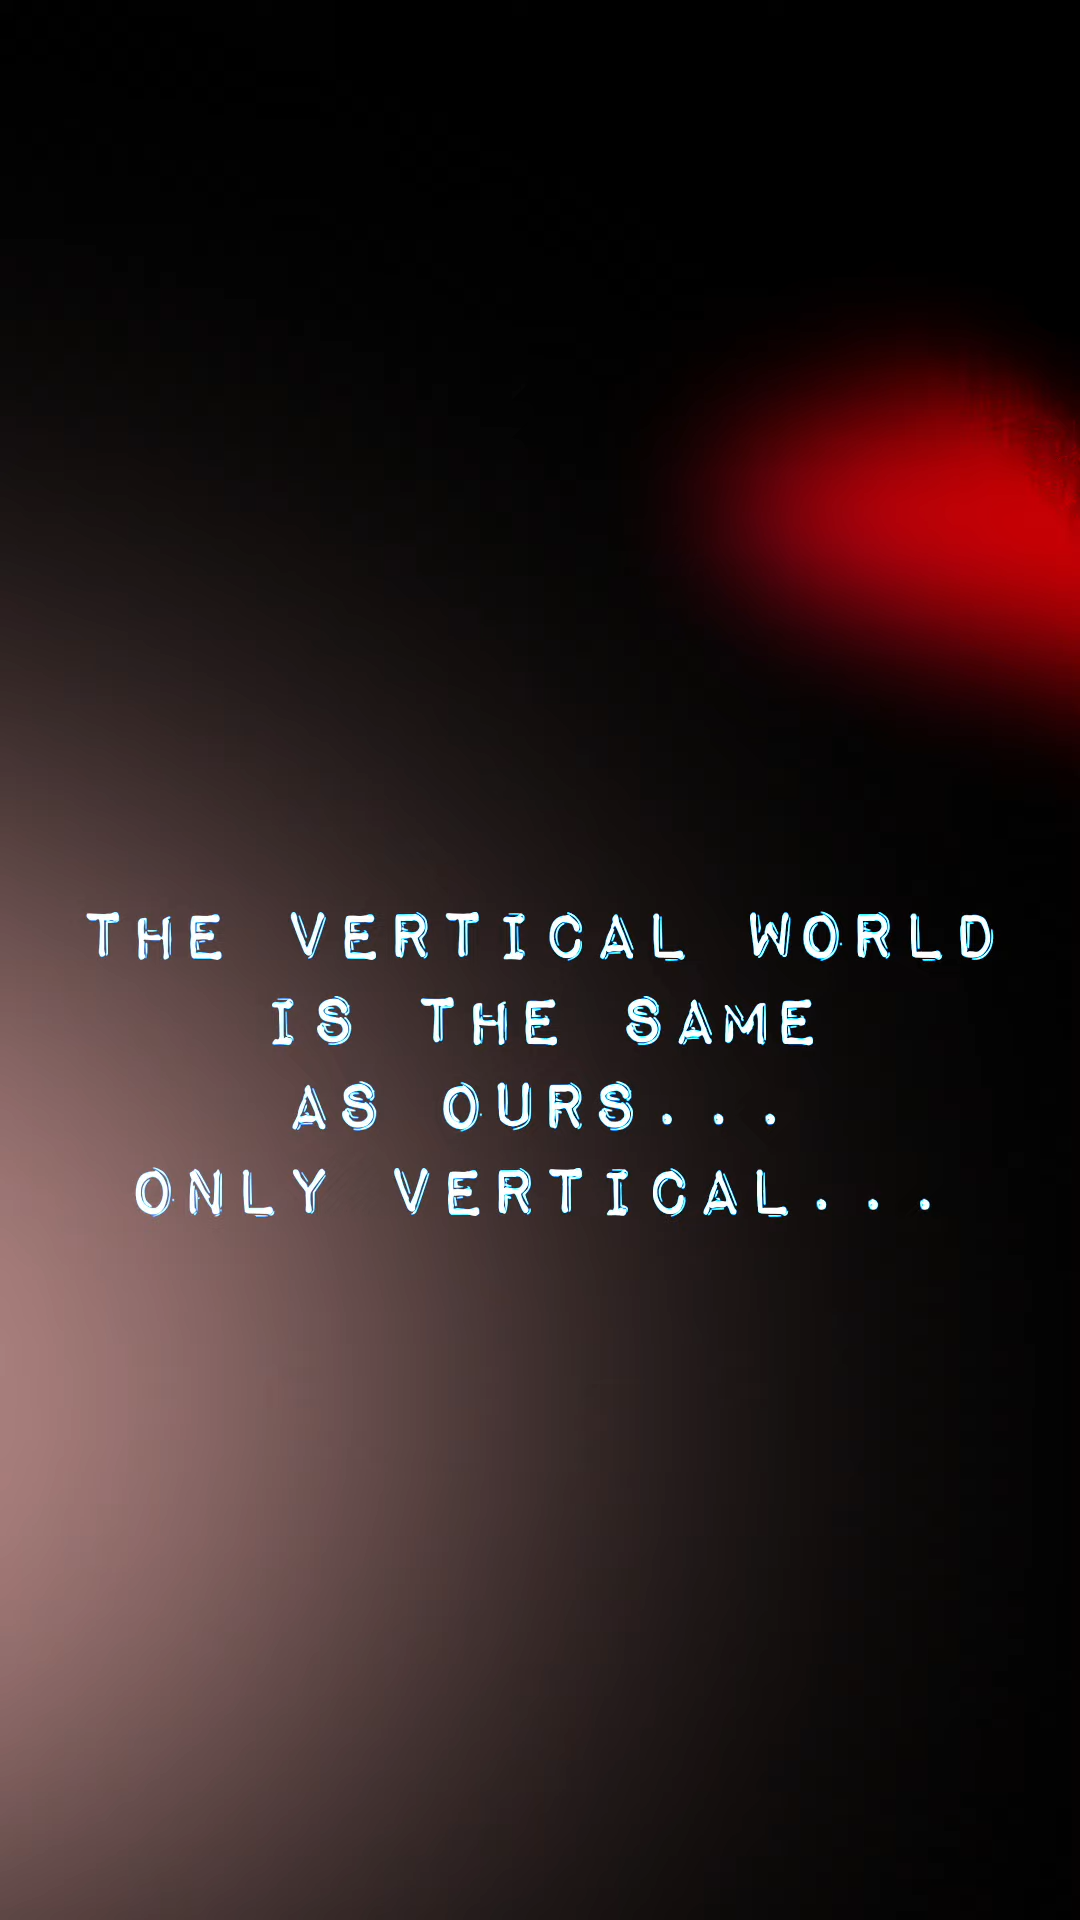 THE VERTICAL WORLD
IS THE SAME
AS OURS...
ONLY VERTICAL...